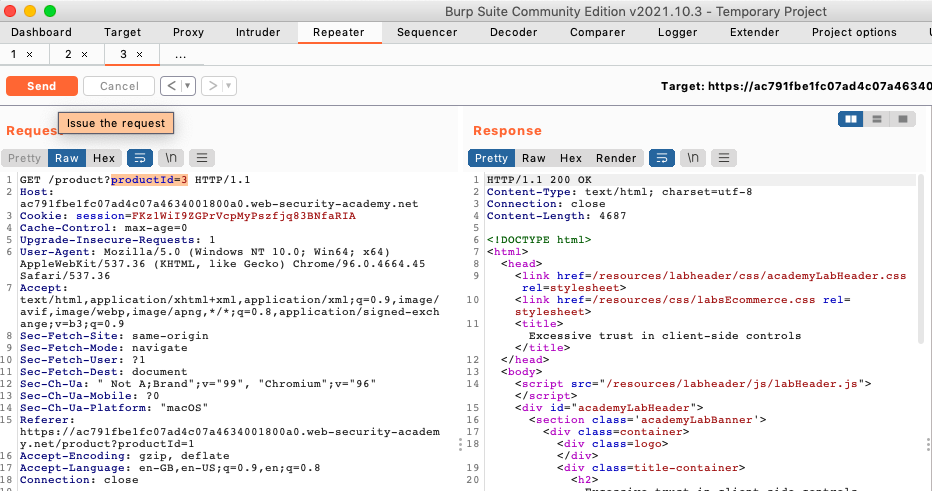 Burp Suite Community Edition v2021.10.3 - Temporary Project
Dashboard Target Proxy Intruder Repeater Sequencer Decoder Comparer Logger Extender Project options
1 × 2 × 3 × ...
Send Cancel < > Target: https://ac791fbe1fc07ad4c07a46340
Issue the request
Request
Pretty Raw Hex \n
1 GET /product?productId=3 HTTP/1.1
2 Host:
ac791fbe1fc07ad4c07a4634001800a0.web-security-academy.net
3 Cookie: session=FKz1WiI9ZGPrVcpMyPszfjq83BNfaRIA
4 Cache-Control: max-age=0
5 Upgrade-Insecure-Requests: 1
6 User-Agent: Mozilla/5.0 (Windows NT 10.0; Win64; x64)
AppleWebKit/537.36 (KHTML, like Gecko) Chrome/96.0.4664.45
Safari/537.36
7 Accept:
text/html,application/xhtml+xml,application/xml;q=0.9,image/
avif,image/webp,image/apng,*/*;q=0.8,application/signed-exch
ange;v=b3;q=0.9
8 Sec-Fetch-Site: same-origin
9 Sec-Fetch-Mode: navigate
10 Sec-Fetch-User: ?1
11 Sec-Fetch-Dest: document
12 Sec-Ch-Ua: " Not A;Brand";v="99", "Chromium";v="96"
13 Sec-Ch-Ua-Mobile: ?0
14 Sec-Ch-Ua-Platform: "macOS"
15 Referer:
https://ac791fbe1fc07ad4c07a4634001800a0.web-security-academ
y.net/product?productId=1
16 Accept-Encoding: gzip, deflate
17 Accept-Language: en-GB,en-US;q=0.9,en;q=0.8
18 Connection: close
Response
Pretty Raw Hex Render \n
1 HTTP/1.1 200 OK
2 Content-Type: text/html; charset=utf-8
3 Connection: close
4 Content-Length: 4687
5
6 <!DOCTYPE html>
7 <html>
8 <head>
9 <link href=/resources/labheader/css/academyLabHeader.css
rel=stylesheet>
10 <link href=/resources/css/labsEcommerce.css rel=
stylesheet>
11 <title>
Excessive trust in client-side controls
</title>
12 </head>
13 <body>
14 <script src="/resources/labheader/js/labHeader.js">
</script>
15 <div id="academyLabHeader">
16 <section class='academyLabBanner'>
17 <div class=container>
18 <div class=logo>
</div>
19 <div class=title-container>
20 <h2>
Excessive trust in client-side controls